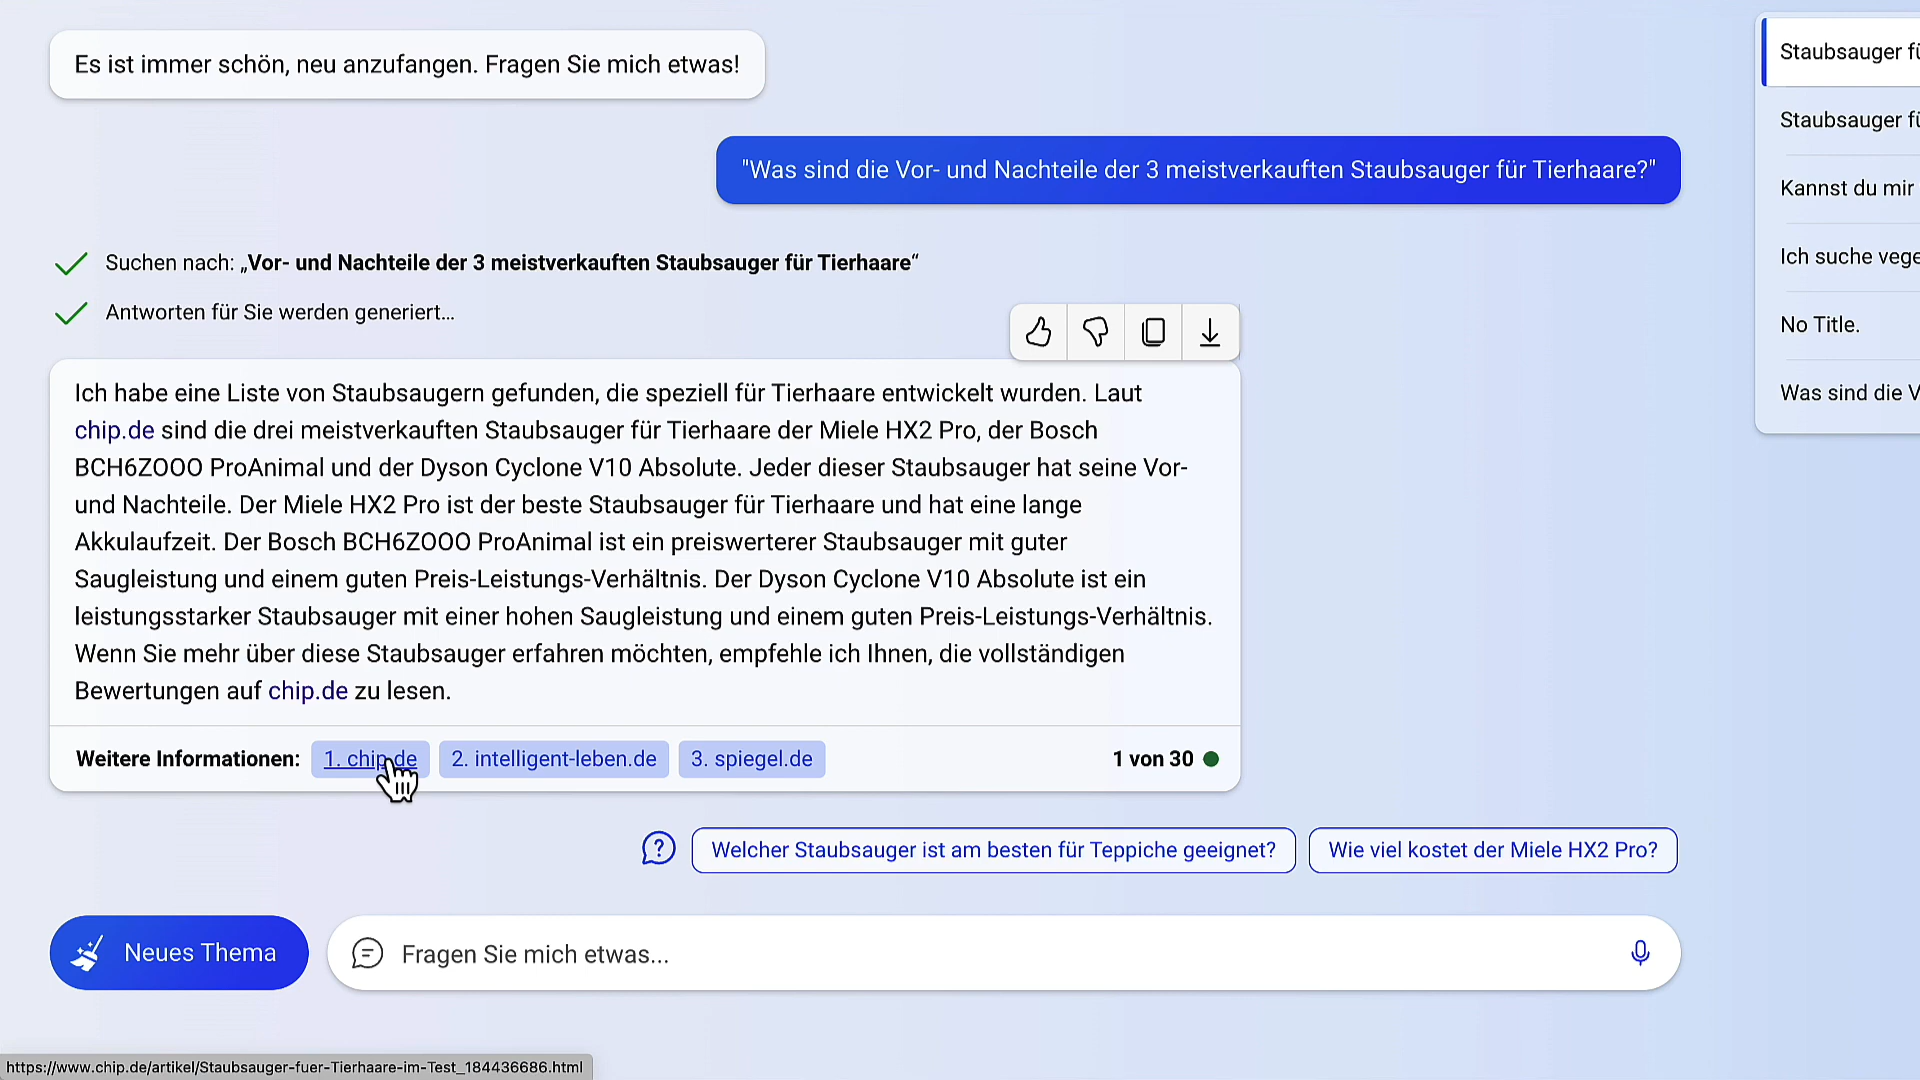 Es ist immer schön, neu anzufangen. Fragen Sie mich etwas!
"Was sind die Vor- und Nachteile der 3 meistverkauften Staubsauger für Tierhaare?"
Suchen nach: „Vor- und Nachteile der 3 meistverkauften Staubsauger für Tierhaare“
Antworten für Sie werden generiert...
Ich habe eine Liste von Staubsaugern gefunden, die speziell für Tierhaare entwickelt wurden. Laut
chip.de sind die drei meistverkauften Staubsauger für Tierhaare der Miele HX2 Pro, der Bosch
BCH6ZOOO ProAnimal und der Dyson Cyclone V10 Absolute. Jeder dieser Staubsauger hat seine Vor-
und Nachteile. Der Miele HX2 Pro ist der beste Staubsauger für Tierhaare und hat eine lange
Akkulaufzeit. Der Bosch BCH6ZOOO ProAnimal ist ein preiswerterer Staubsauger mit guter
Saugleistung und einem guten Preis-Leistungs-Verhältnis. Der Dyson Cyclone V10 Absolute ist ein
leistungsstarker Staubsauger mit einer hohen Saugleistung und einem guten Preis-Leistungs-Verhältnis.
Wenn Sie mehr über diese Staubsauger erfahren möchten, empfehle ich Ihnen, die vollständigen
Bewertungen auf chip.de zu lesen.
Weitere Informationen: 1. chip.de 2. intelligent-leben.de 3. spiegel.de 1 von 30
Welcher Staubsauger ist am besten für Teppiche geeignet? Wie viel kostet der Miele HX2 Pro?
Neues Thema
Fragen Sie mich etwas...
https://www.chip.de/artikel/Staubsauger-fuer-Tierhaare-im-Test_184436686.html
Staubsauger fü
Staubsauger fü
Kannst du mir
Ich suche vege
No Title.
Was sind die V